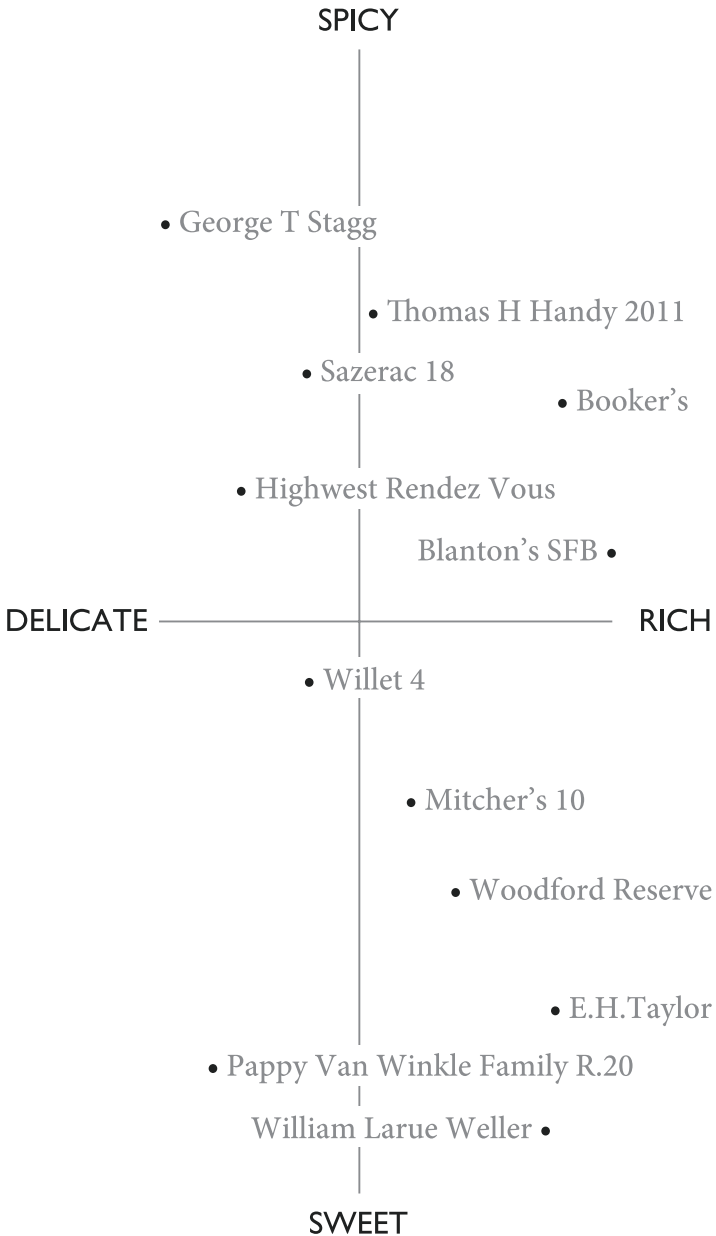 SPICY
George T Stagg
Thomas H Handy 2011
Sazerac 18
Booker's
Highwest Rendez Vous
Blanton's SFB
DELICATE
RICH
Willet 4
Mitcher's 10
Woodford Reserve
E.H.Taylor
Pappy Van Winkle Family R.20
William Larue Weller
SWEET